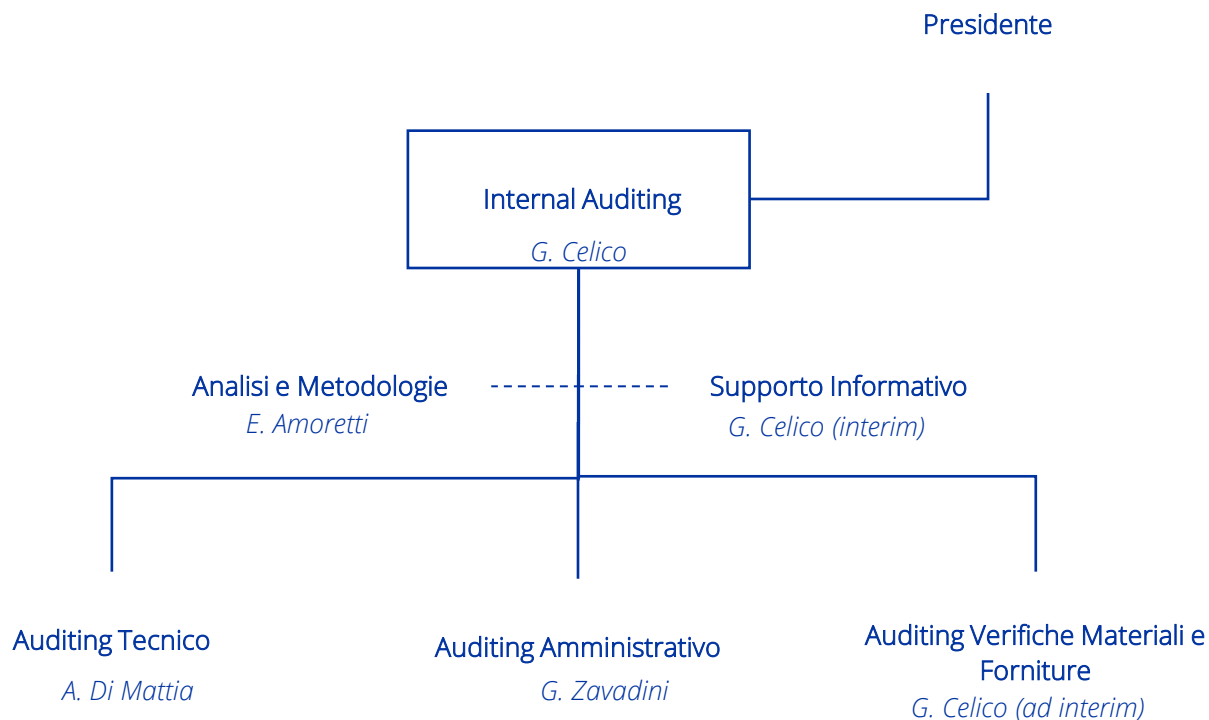 Presidente
Internal Auditing
G. Celico
Analisi e Metodologie
E. Amoretti
Supporto Informativo
G. Celico (interim)
Auditing Tecnico
A. Di Mattia
Auditing Amministrativo
G. Zavadini
Auditing Verifiche Materiali e
Forniture
G. Celico (ad interim)